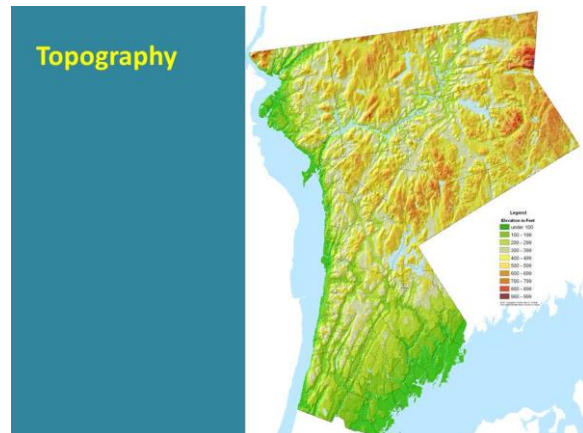 Topography
Legend
Elevation in Feet
under 100
100 - 199
200 - 299
300 - 399
400 - 499
500 - 599
600 - 699
700 - 799
800 - 899
900 - 999